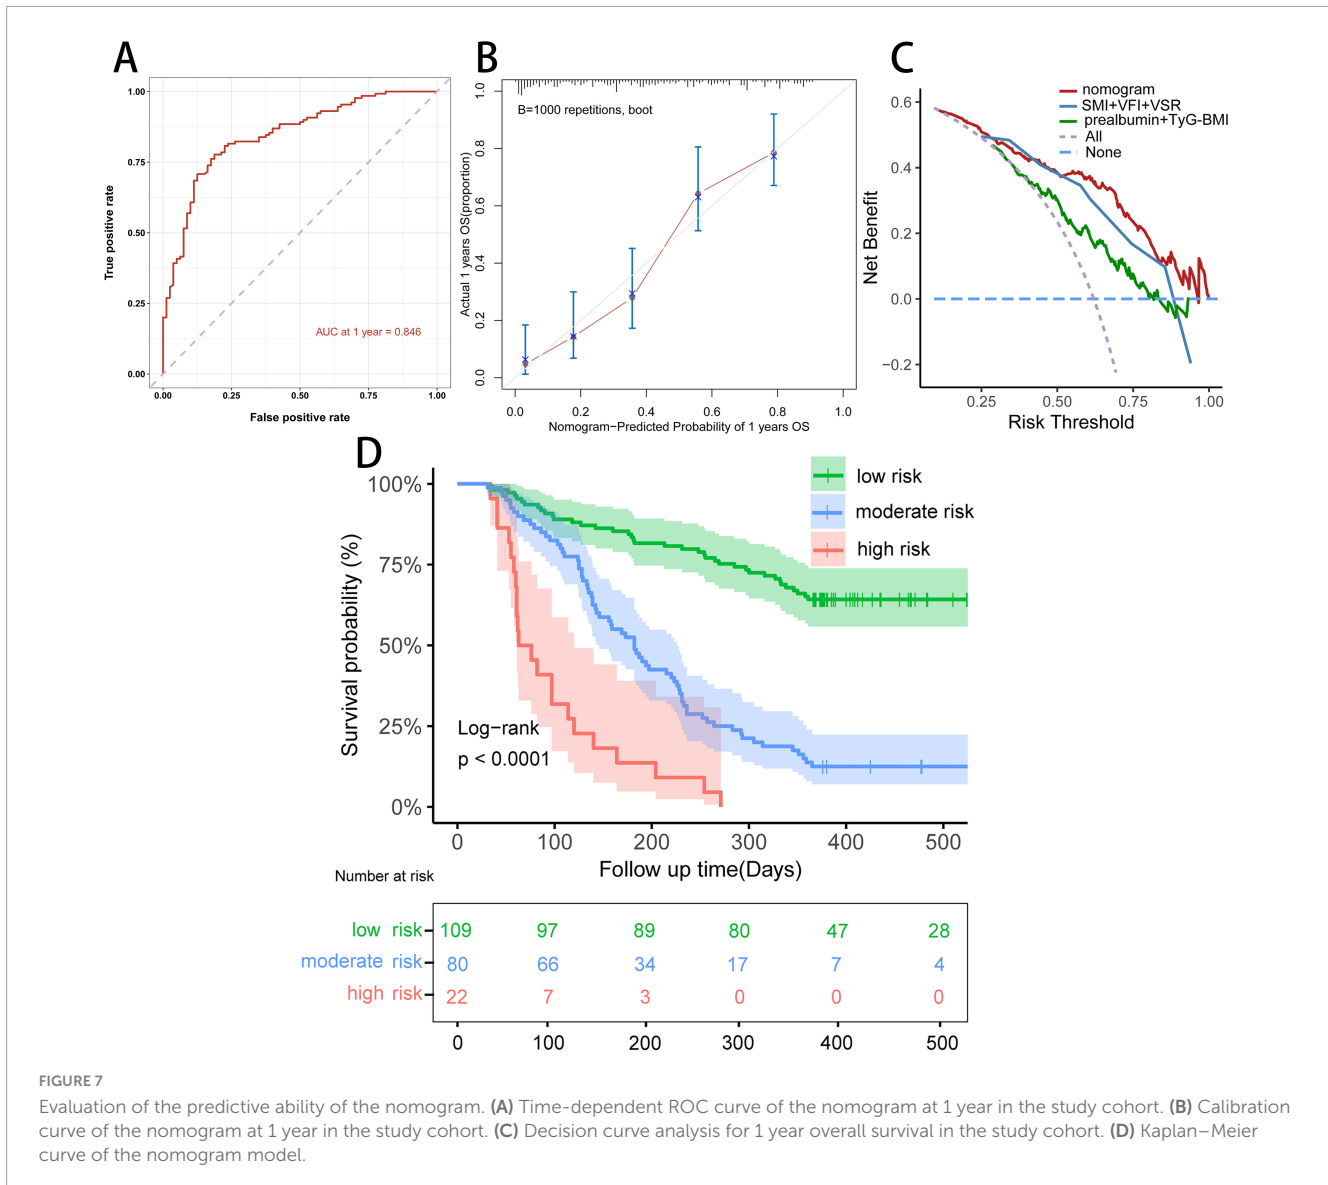 A
1.00
0.75
0.50
0.25
0.00
True positive rate
AUC at 1 year = 0.846
0.00 0.25 0.50 0.75 1.00
False positive rate
B
B=1000 repetitions, boot
1.0
0.8
0.6
0.4
0.2
0.0
Actual 1 years OS(proportion)
0.0 0.2 0.4 0.6 0.8 1.0
Nomogram−Predicted Probability of 1 years OS
C
nomogram
SMI+VFI+VSR
prealbumin+TyG-BMI
All
None
0.6
0.4
0.2
0.0
−0.2
Net Benefit
0.25 0.50 0.75 1.00
Risk Threshold
D
low risk
moderate risk
high risk
100%
75%
50%
25%
0%
Survival probability (%)
Log−rank
p < 0.0001
0 100 200 300 400 500
Follow up time(Days)
Number at risk
low risk 109 97 89 80 47 28
moderate risk 80 66 34 17 7 4
high risk 22 7 3 0 0 0
0 100 200 300 400 500
FIGURE 7
Evaluation of the predictive ability of the nomogram. (A) Time-dependent ROC curve of the nomogram at 1 year in the study cohort. (B) Calibration
curve of the nomogram at 1 year in the study cohort. (C) Decision curve analysis for 1 year overall survival in the study cohort. (D) Kaplan–Meier
curve of the nomogram model.